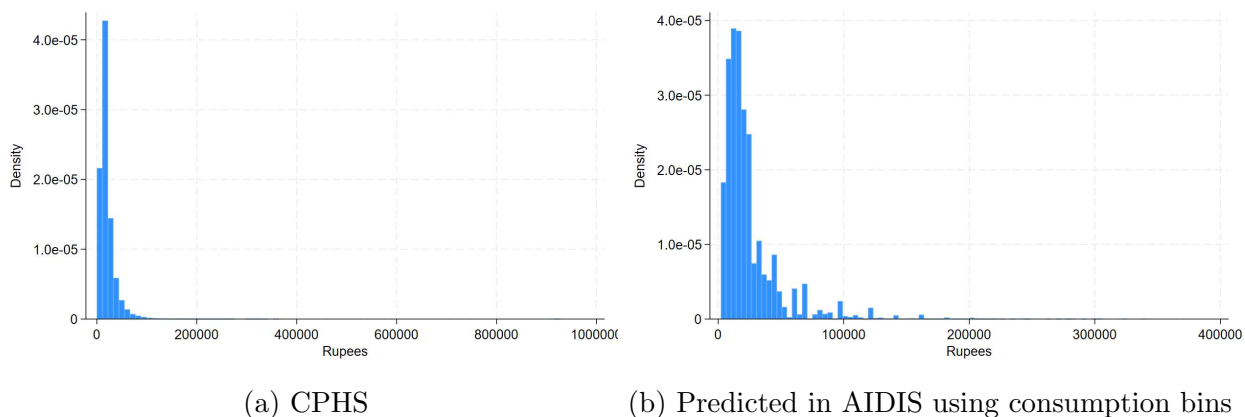 4.0e-05
3.0e-05
2.0e-05
1.0e-05
0
Density
0 200000 400000 600000 800000 1000000
Rupees
(a) CPHS
4.0e-05
3.0e-05
2.0e-05
1.0e-05
0
Density
0 100000 200000 300000 400000
Rupees
(b) Predicted in AIDIS using consumption bins